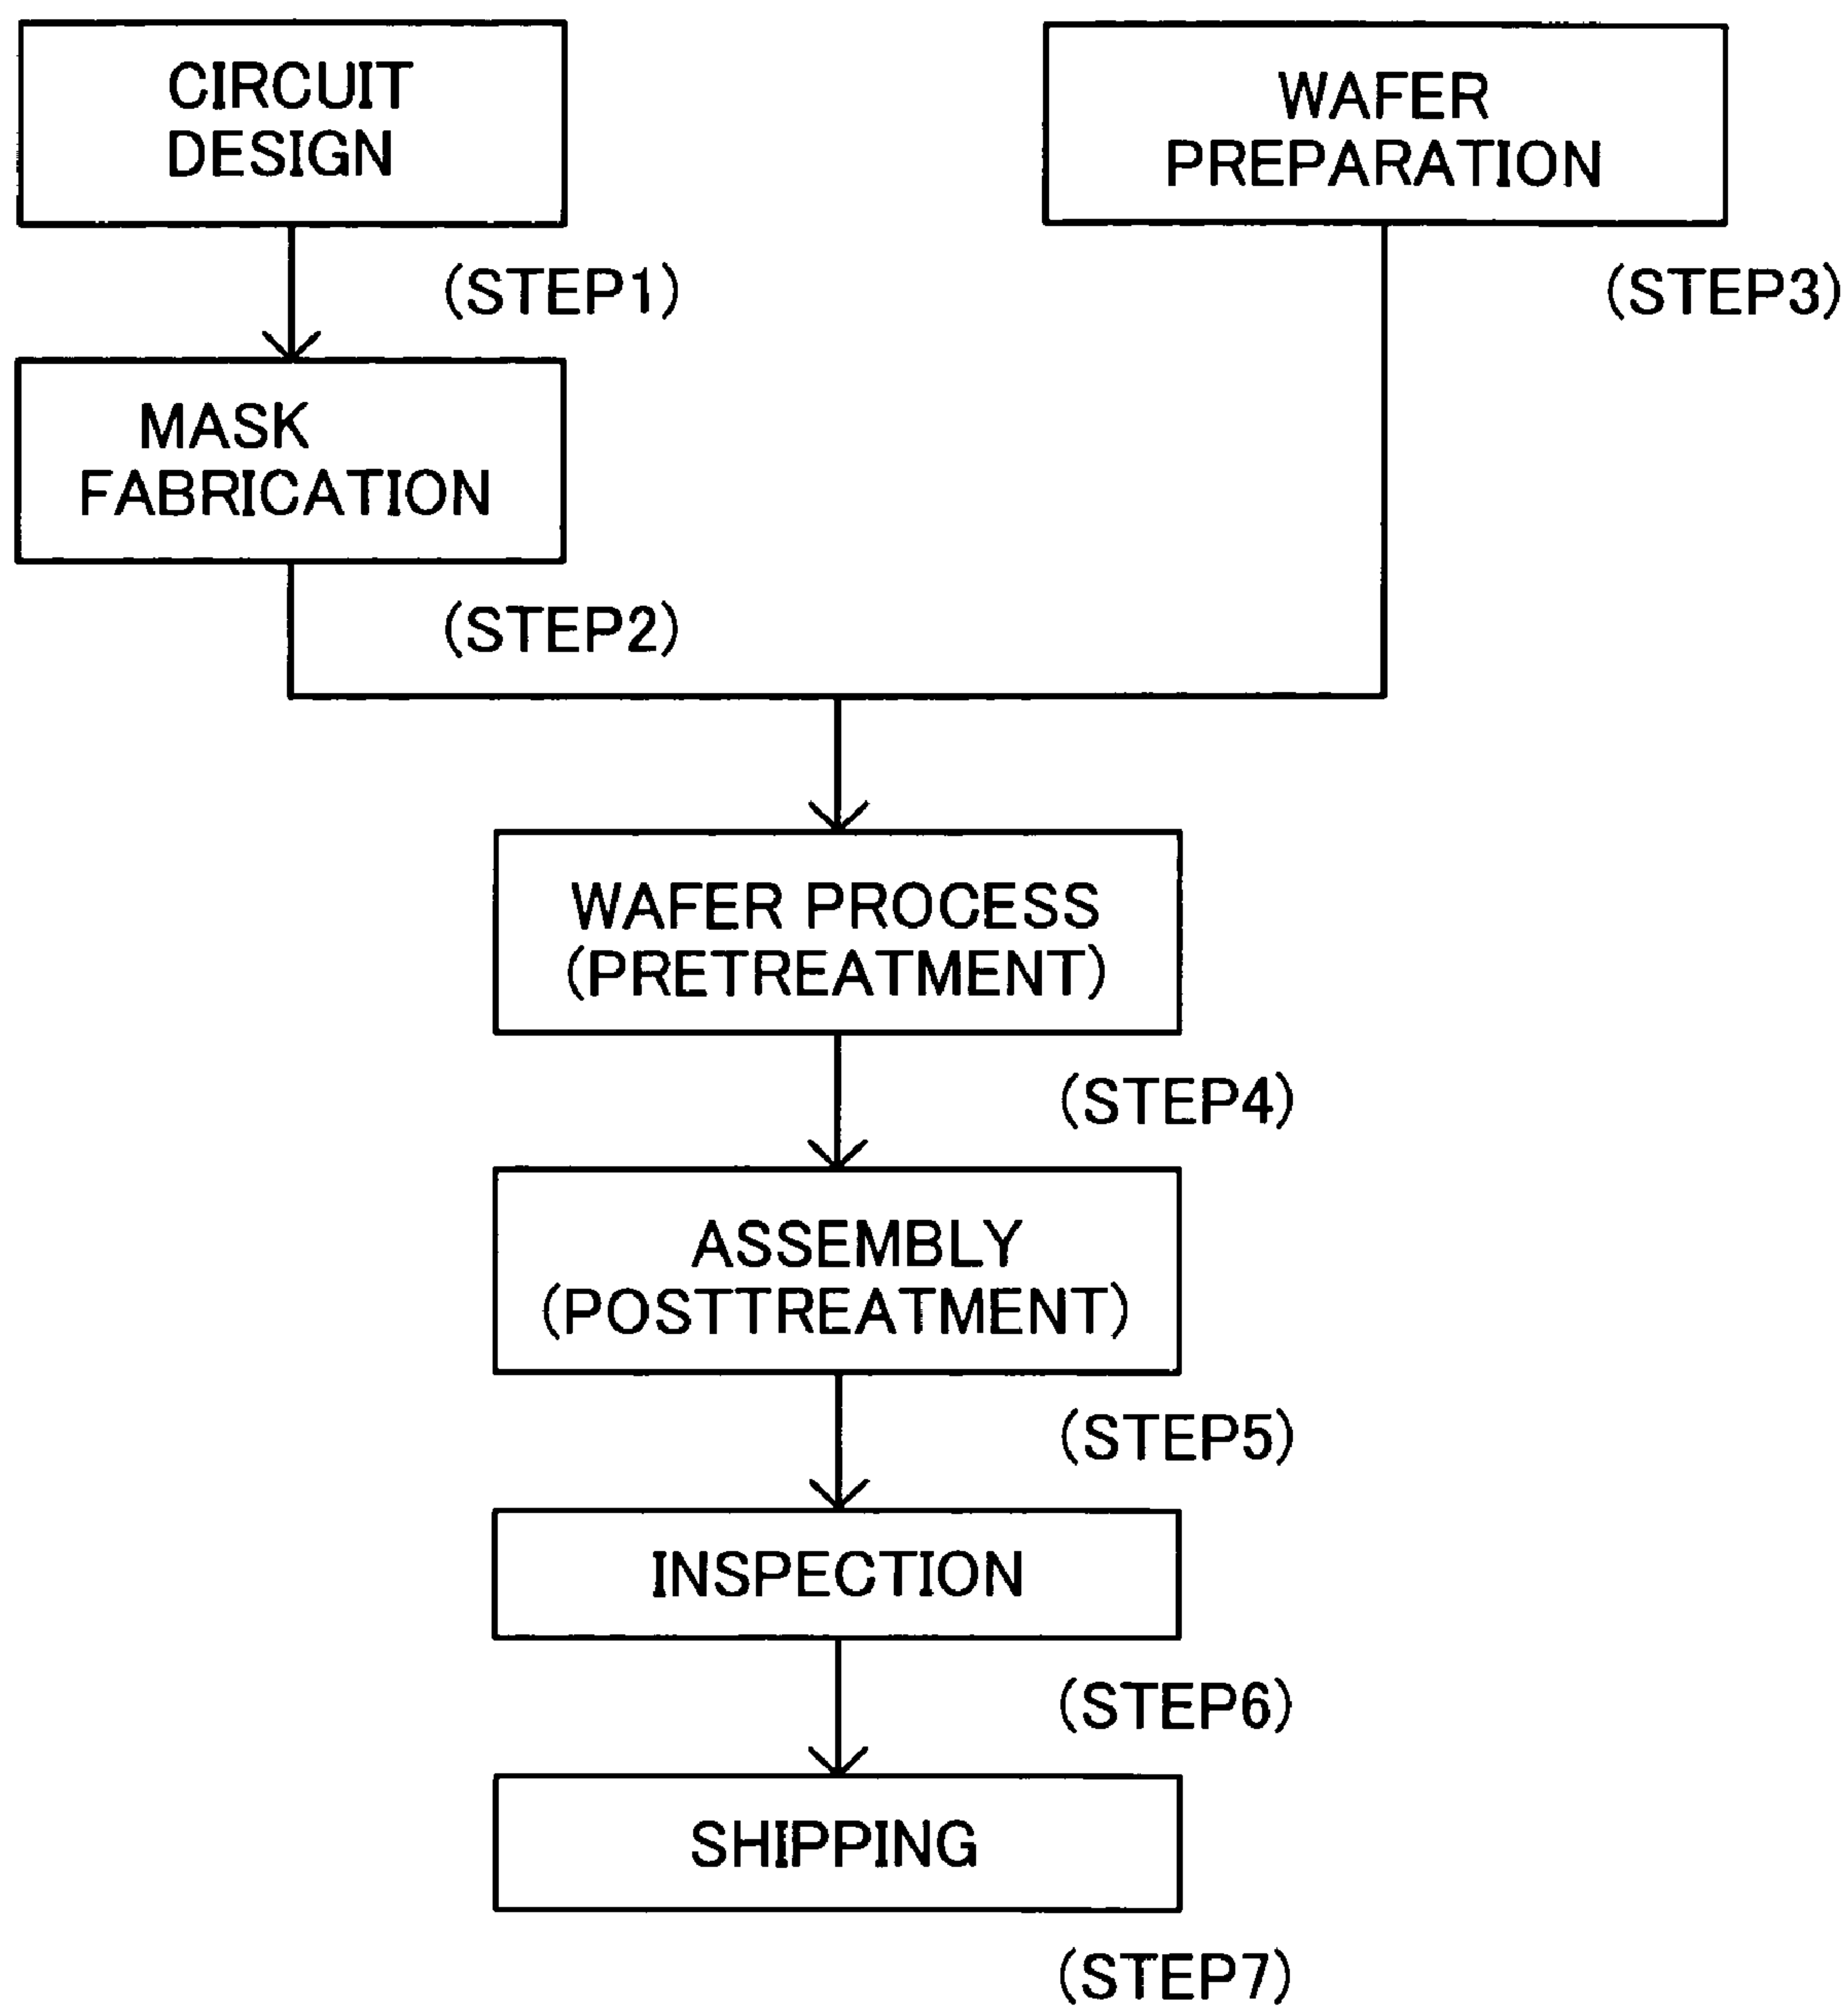 CIRCUIT
DESIGN
(STEP1)
MASK
FABRICATION
(STEP2)
WAFER
PREPARATION
(STEP3)
WAFER PROCESS
(PRETREATMENT)
(STEP4)
ASSEMBLY
(POSTTREATMENT)
(STEP5)
INSPECTION
(STEP6)
SHIPPING
(STEP7)